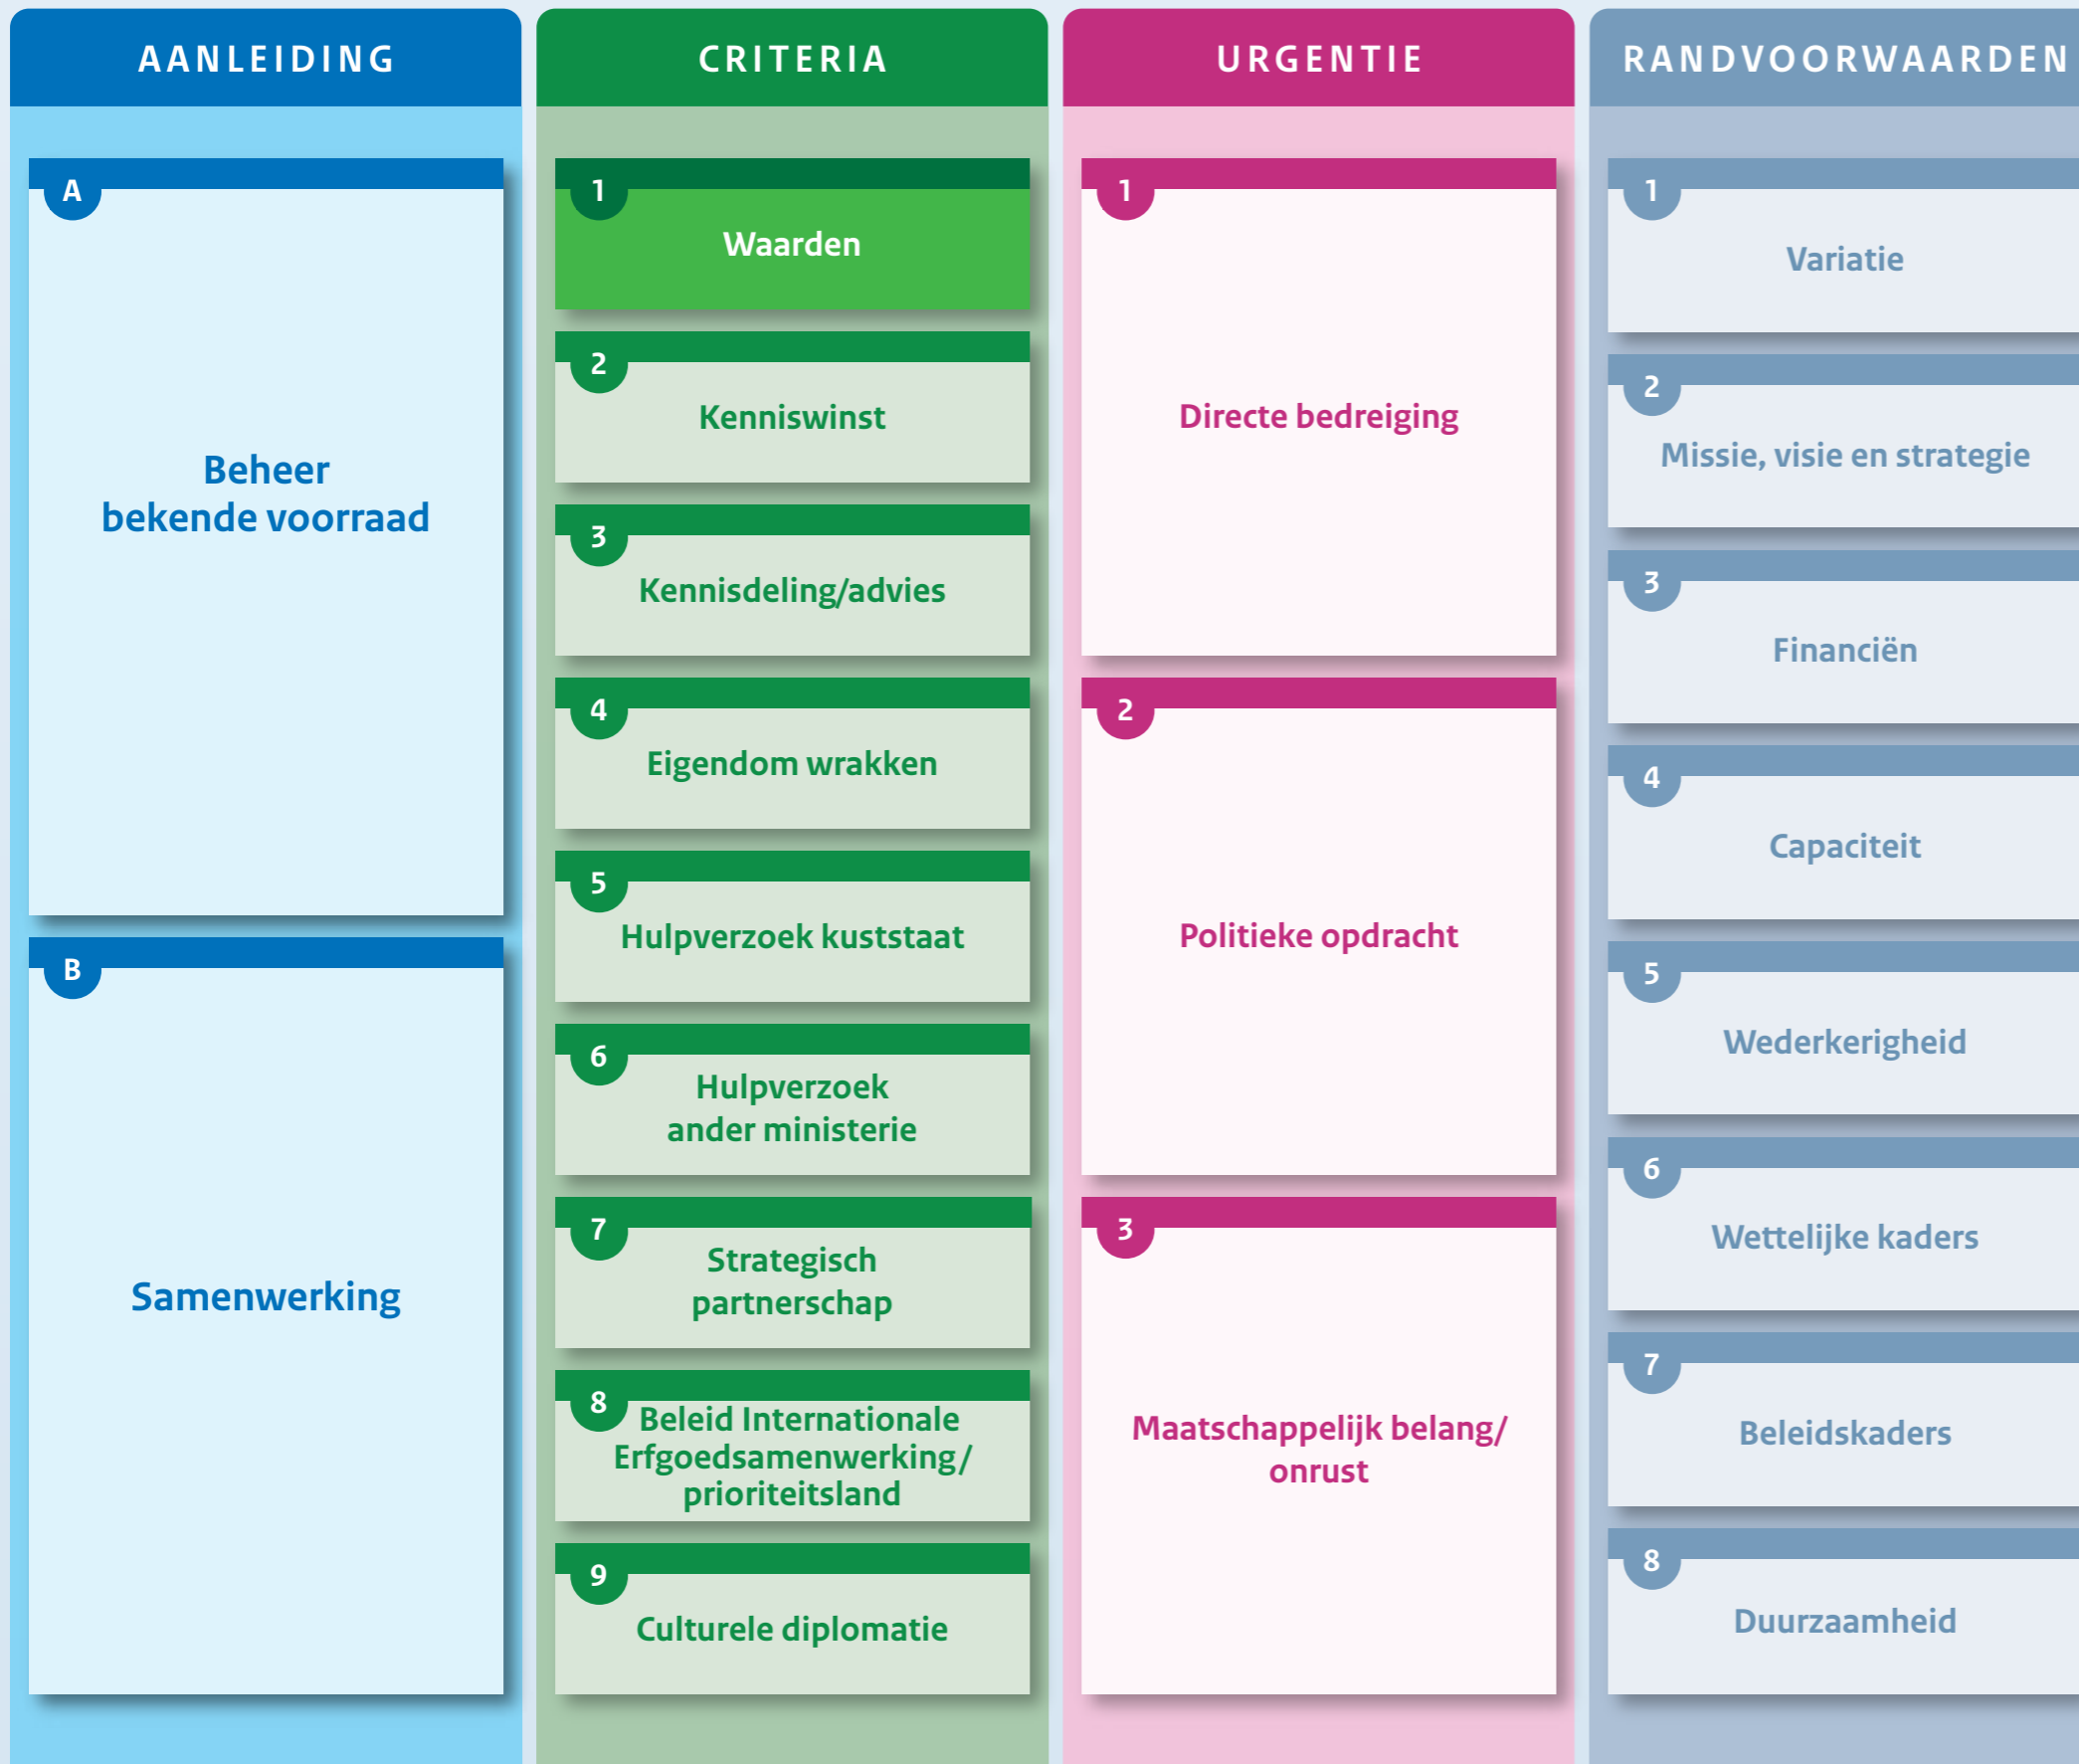 AANLEIDING
A
Beheer
bekende voorraad
B
Samenwerking
CRITERIA
1
Waarden
2
Kenniswinst
3
Kennisdeling/advies
4
Eigendom wrakken
5
Hulpverzoek kuststaat
6
Hulpverzoek
ander ministerie
7
Strategisch
partnerschap
8
Beleid Internationale
Erfgoedsamenwerking/
prioriteitsland
9
Culturele diplomatie
URGENTIE
1
Directe bedreiging
2
Politieke opdracht
3
Maatschappelijk belang/
onrust
RANDVOORWAARDEN
1
Variatie
2
Missie, visie en strategie
3
Financiën
4
Capaciteit
5
Wederkerigheid
6
Wettelijke kaders
7
Beleidskaders
8
Duurzaamheid